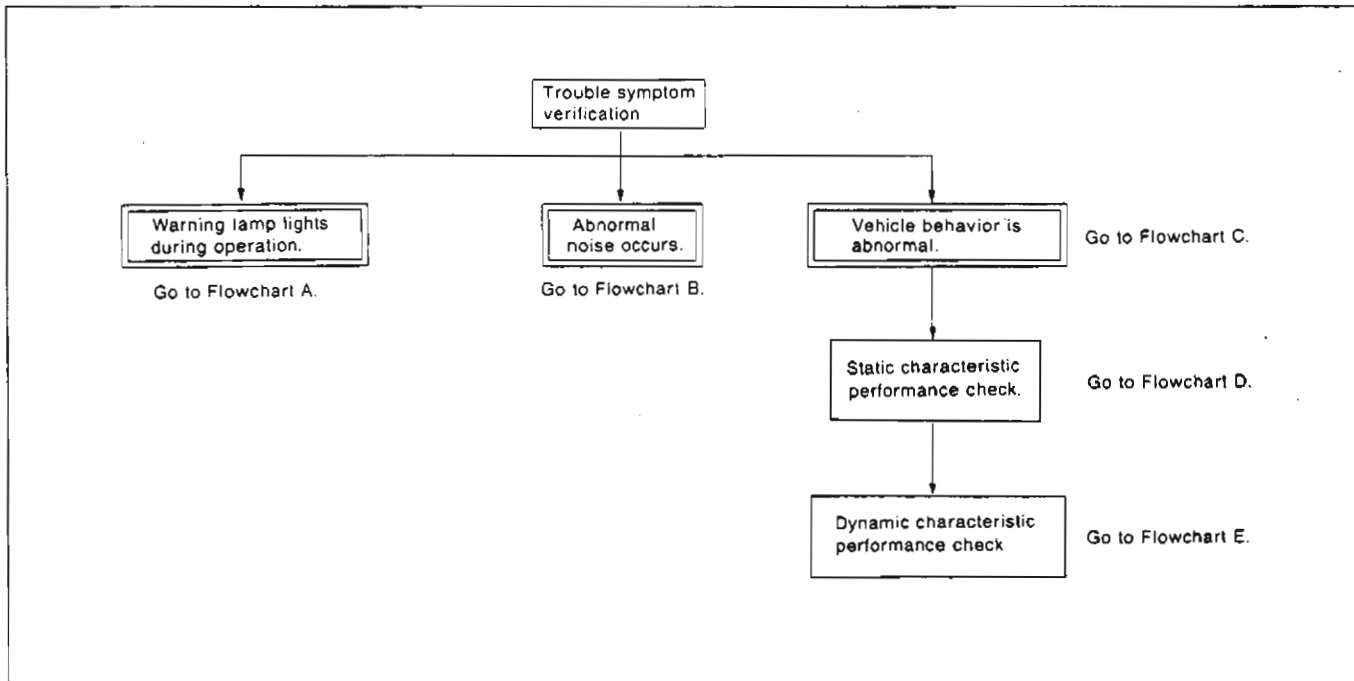 Trouble symptom
verification
Warning lamp lights
during operation.
Go to Flowchart A.
Abnormal
noise occurs.
Go to Flowchart B.
Vehicle behavior is
abnormal.
Go to Flowchart C.
Static characteristic
performance check.
Go to Flowchart D.
Dynamic characteristic
performance check
Go to Flowchart E.